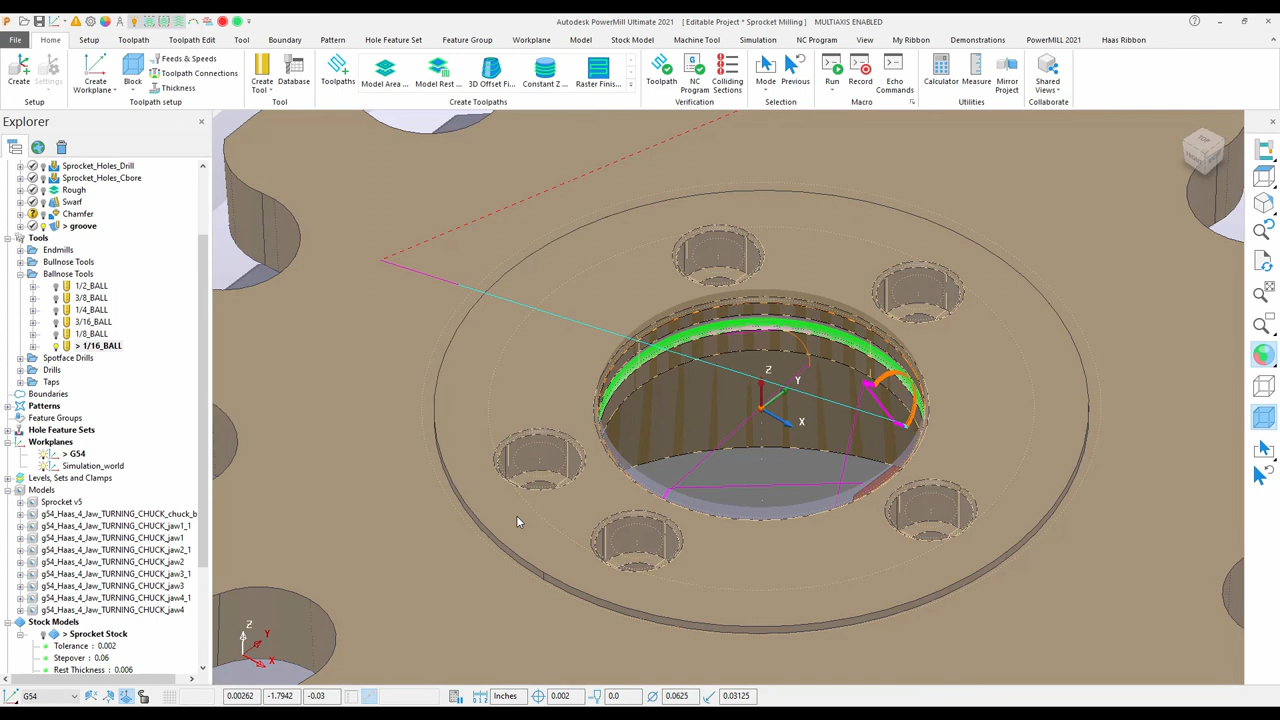 Autodesk PowerMill Ultimate 2021 [ Editable Project * Sprocket Milling ] MULTIAXIS ENABLED
File Home Setup Toolpath Toolpath Edit Tool Boundary Pattern Hole Feature Set Feature Group Workplane Model Stock Model Machine Tool Simulation NC Program View My Ribbon Demonstrations PowerMILL 2021 Haas Ribbon
Feeds & Speeds
Toolpath Connections
Thickness
Create Settings Create Workplane Block Create Tool Database Toolpaths Model Area ... Model Rest ... 3D Offset Fi... Constant Z ... Raster Finis... Toolpath NC Program Colliding Sections Mode Previous Run Record Echo Commands Calculator Measure Mirror Project Shared Views
Setup Toolpath setup Tool Create Toolpaths Verification Selection Macro Utilities Collaborate
Explorer
Sprocket_Holes_Drill
Sprocket_Holes_Cbore
Rough
Swarf
Chamfer
> groove
Tools
Endmills
Bullnose Tools
Ballnose Tools
1/2_BALL
3/8_BALL
1/4_BALL
3/16_BALL
1/8_BALL
> 1/16_BALL
Spotface Drills
Drills
Taps
Boundaries
Patterns
Feature Groups
Hole Feature Sets
Workplanes
> G54
Simulation_world
Levels, Sets and Clamps
Models
Sprocket v5
g54_Haas_4_Jaw_TURNING_CHUCK_chuck_b
g54_Haas_4_Jaw_TURNING_CHUCK_jaw1_1
g54_Haas_4_Jaw_TURNING_CHUCK_jaw1
g54_Haas_4_Jaw_TURNING_CHUCK_jaw2_1
g54_Haas_4_Jaw_TURNING_CHUCK_jaw2
g54_Haas_4_Jaw_TURNING_CHUCK_jaw3_1
g54_Haas_4_Jaw_TURNING_CHUCK_jaw3
g54_Haas_4_Jaw_TURNING_CHUCK_jaw4_1
g54_Haas_4_Jaw_TURNING_CHUCK_jaw4
Stock Models
> Sprocket Stock
Tolerance : 0.002
Stepover : 0.06
Rest Thickness : 0.006
Z
Y
X
Z
Y
X
G54 0.00262 -1.7942 -0.03 Inches 0.002 0.0 0.0625 0.03125